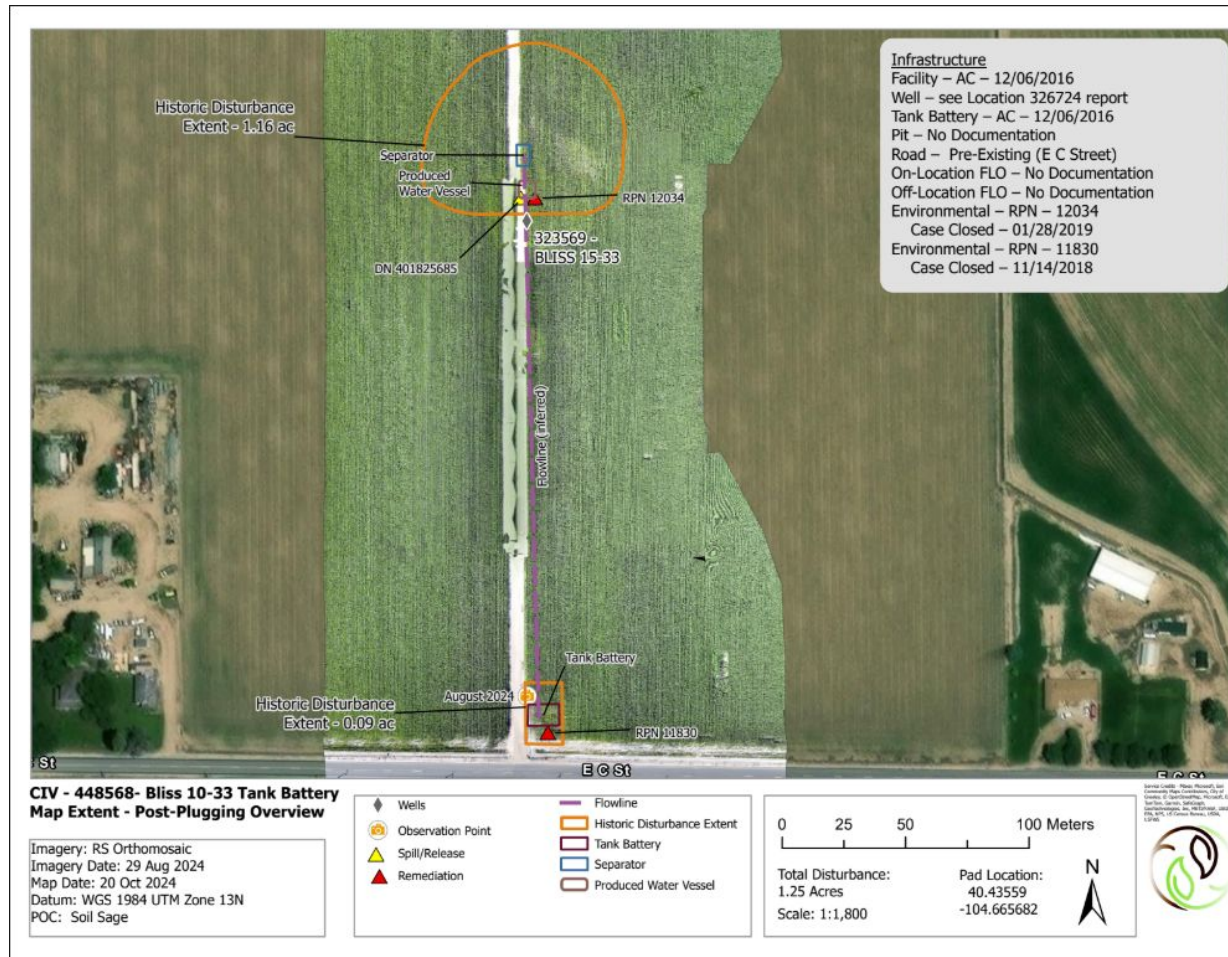 Infrastructure
Facility – AC – 12/06/2016
Well – see Location 326724 report
Tank Battery – AC – 12/06/2016
Pit – No Documentation
Road – Pre-Existing (E C Street)
On-Location FLO – No Documentation
Off-Location FLO – No Documentation
Environmental – RPN – 12034
Case Closed – 01/28/2019
Environmental – RPN – 11830
Case Closed – 11/14/2018
Historic Disturbance
Extent - 1.16 ac
Separator
Produced
Water Vessel
RPN 12034
323569 -
BLISS 15-33
DN 401825685
Flowline (inferred)
Tank Battery
August 2024
Historic Disturbance
Extent - 0.09 ac
RPN 11830
St
E C St
E C St
CIV - 448568- Bliss 10-33 Tank Battery
Map Extent - Post-Plugging Overview
Imagery: RS Orthomosaic
Imagery Date: 29 Aug 2024
Map Date: 20 Oct 2024
Datum: WGS 1984 UTM Zone 13N
POC: Soil Sage
Wells
Observation Point
Spill/Release
Remediation
Flowline
Historic Disturbance Extent
Tank Battery
Separator
Produced Water Vessel
0 25 50 100 Meters
Total Disturbance:
1.25 Acres
Scale: 1:1,800
Pad Location:
40.43559
-104.665682
N